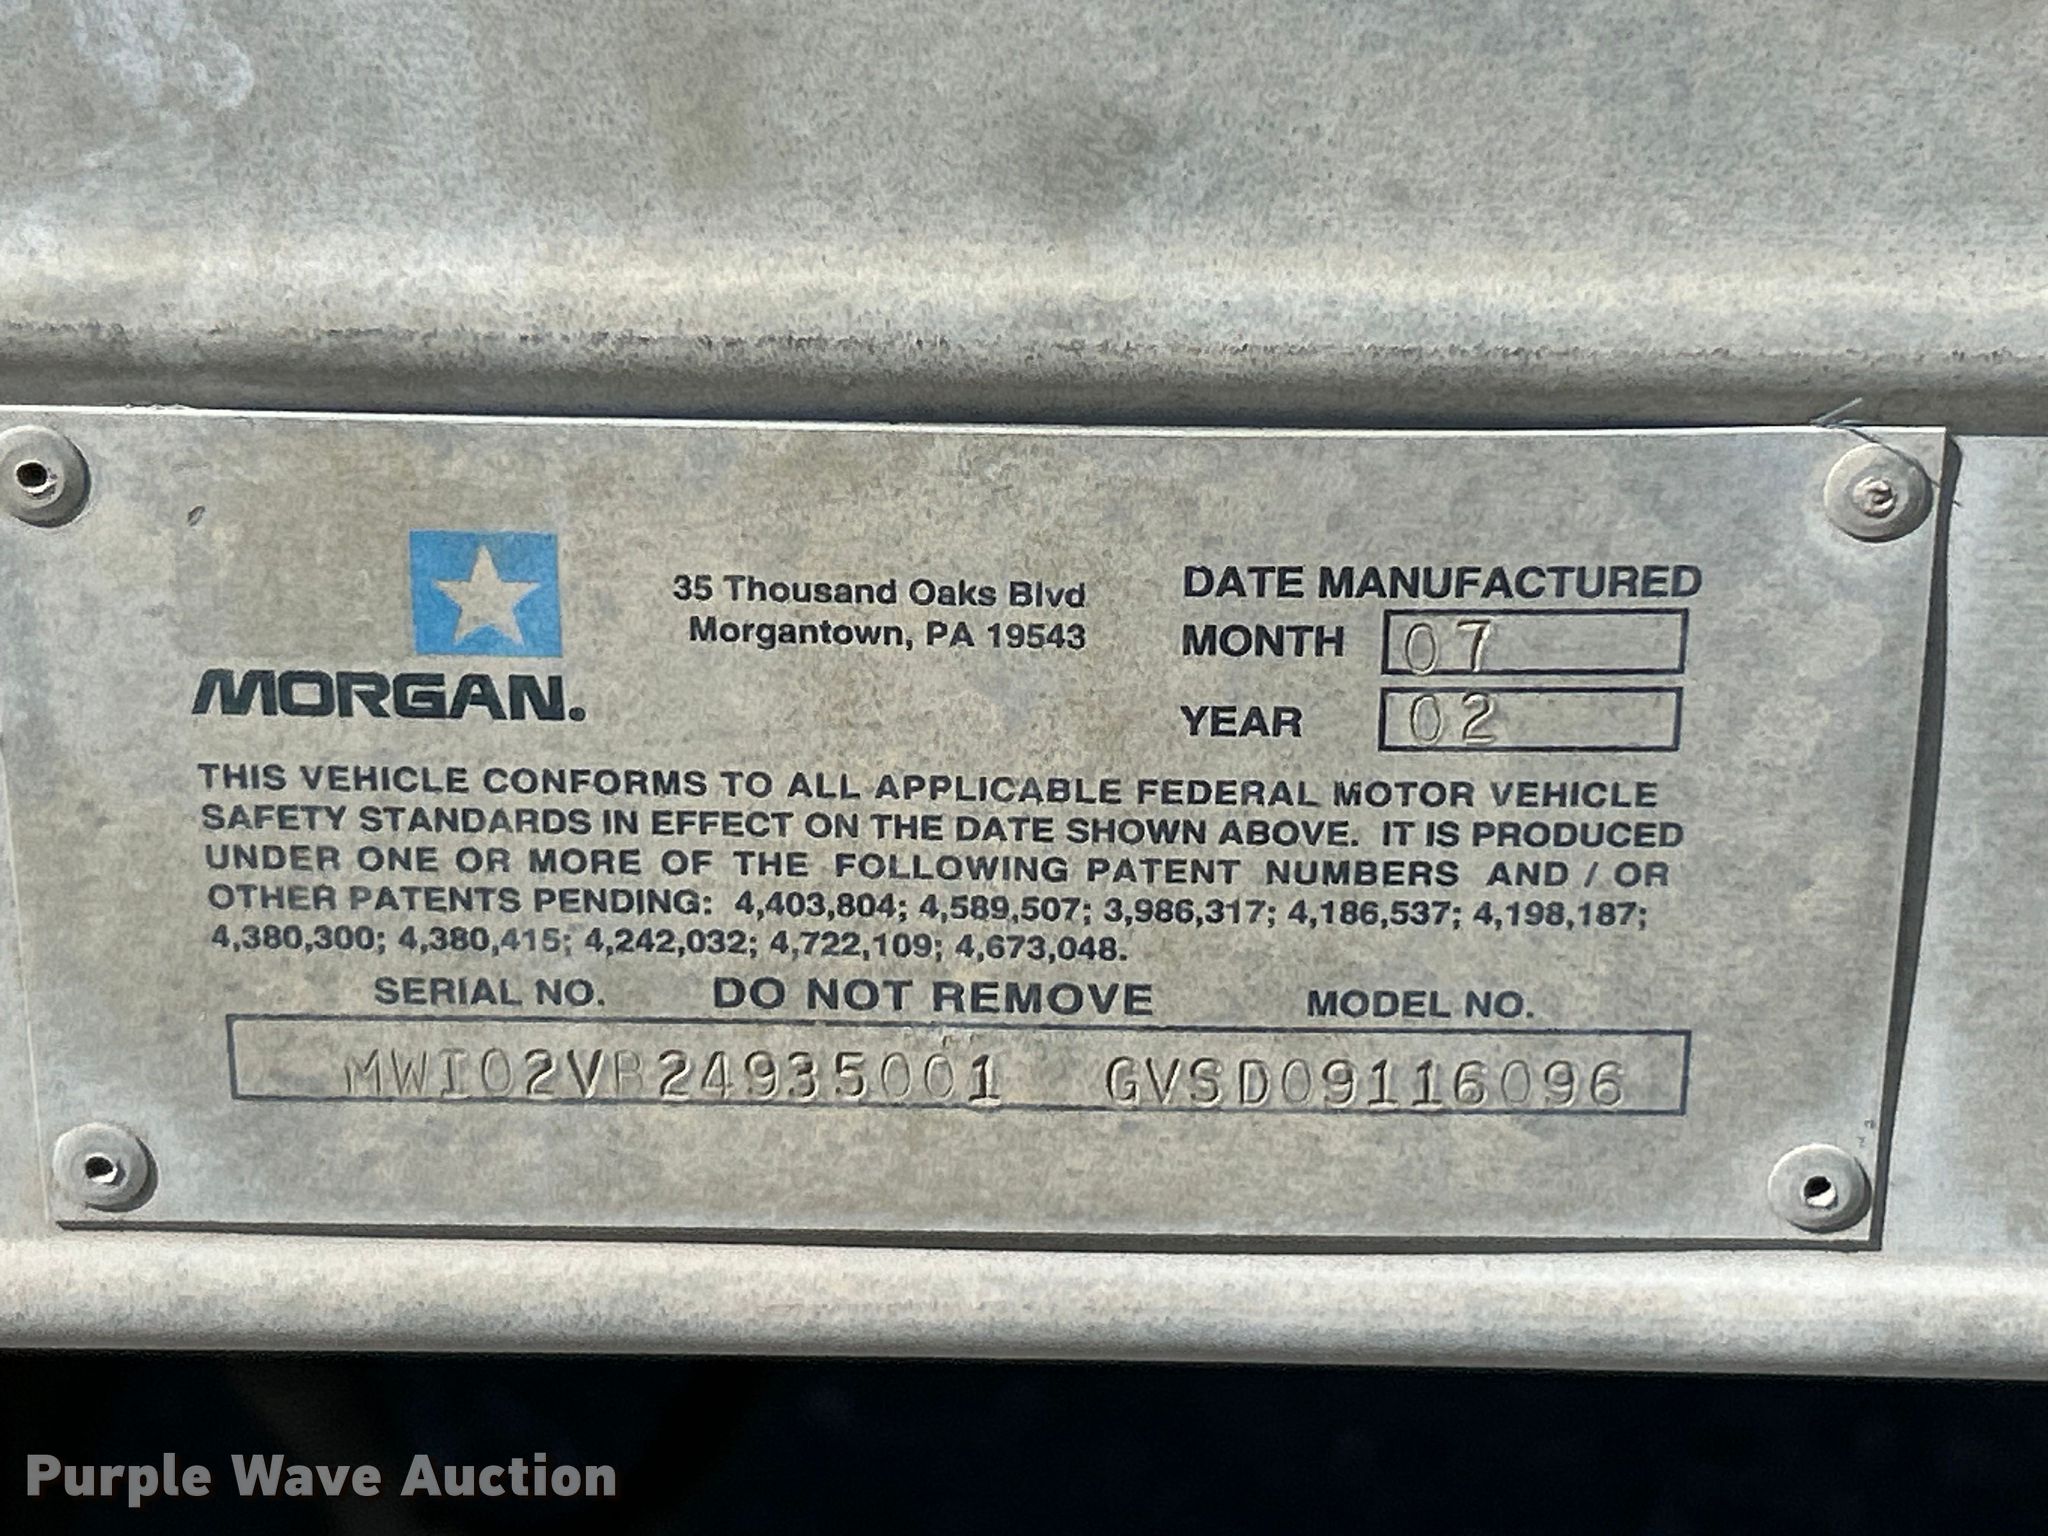 MORGAN.
35 Thousand Oaks Blvd
Morgantown, PA 19543
DATE MANUFACTURED
MONTH 07
YEAR 02
THIS VEHICLE CONFORMS TO ALL APPLICABLE FEDERAL MOTOR VEHICLE
SAFETY STANDARDS IN EFFECT ON THE DATE SHOWN ABOVE. IT IS PRODUCED
UNDER ONE OR MORE OF THE FOLLOWING PATENT NUMBERS AND / OR
OTHER PATENTS PENDING: 4,403,804; 4,589,507; 3,986,317; 4,186,537; 4,198,187;
4,380,300; 4,380,415; 4,242,032; 4,722,109; 4,673,048.
SERIAL NO. DO NOT REMOVE MODEL NO.
GVSD09116096
Purple Wave Auction